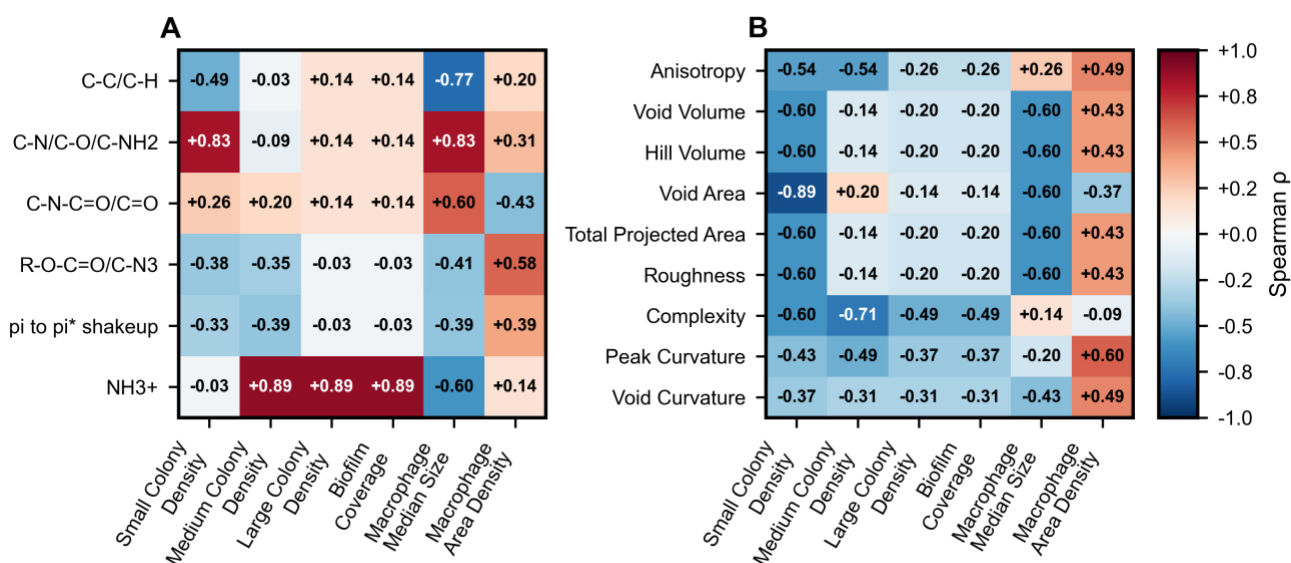 A
B
C-C/C-H
-0.49 -0.03 +0.14 +0.14 -0.77 +0.20
C-N/C-O/C-NH2
+0.83 -0.09 +0.14 +0.14 +0.83 +0.31
C-N-C=O/C=O
+0.26 +0.20 +0.14 +0.14 +0.60 -0.43
R-O-C=O/C-N3
-0.38 -0.35 -0.03 -0.03 -0.41 +0.58
pi to pi* shakeup
-0.33 -0.39 -0.03 -0.03 -0.39 +0.39
NH3+
-0.03 +0.89 +0.89 +0.89 -0.60 +0.14
Small Colony
Density
Medium Colony
Density
Large Colony
Density
Biofilm
Coverage
Macrophage
Median Size
Macrophage
Area Density
Anisotropy
-0.54 -0.54 -0.26 -0.26 +0.26 +0.49
Void Volume
-0.60 -0.14 -0.20 -0.20 -0.60 +0.43
Hill Volume
-0.60 -0.14 -0.20 -0.20 -0.60 +0.43
Void Area
-0.89 +0.20 -0.14 -0.14 -0.60 -0.37
Total Projected Area
-0.60 -0.14 -0.20 -0.20 -0.60 +0.43
Roughness
-0.60 -0.14 -0.20 -0.20 -0.60 +0.43
Complexity
-0.60 -0.71 -0.49 -0.49 +0.14 -0.09
Peak Curvature
-0.43 -0.49 -0.37 -0.37 -0.20 +0.60
Void Curvature
-0.37 -0.31 -0.31 -0.31 -0.43 +0.49
Small Colony
Density
Medium Colony
Density
Large Colony
Density
Biofilm
Coverage
Macrophage
Median Size
Macrophage
Area Density
+1.0
+0.8
+0.5
+0.2
+0.0
-0.2
-0.5
-0.8
-1.0
Spearman ρ